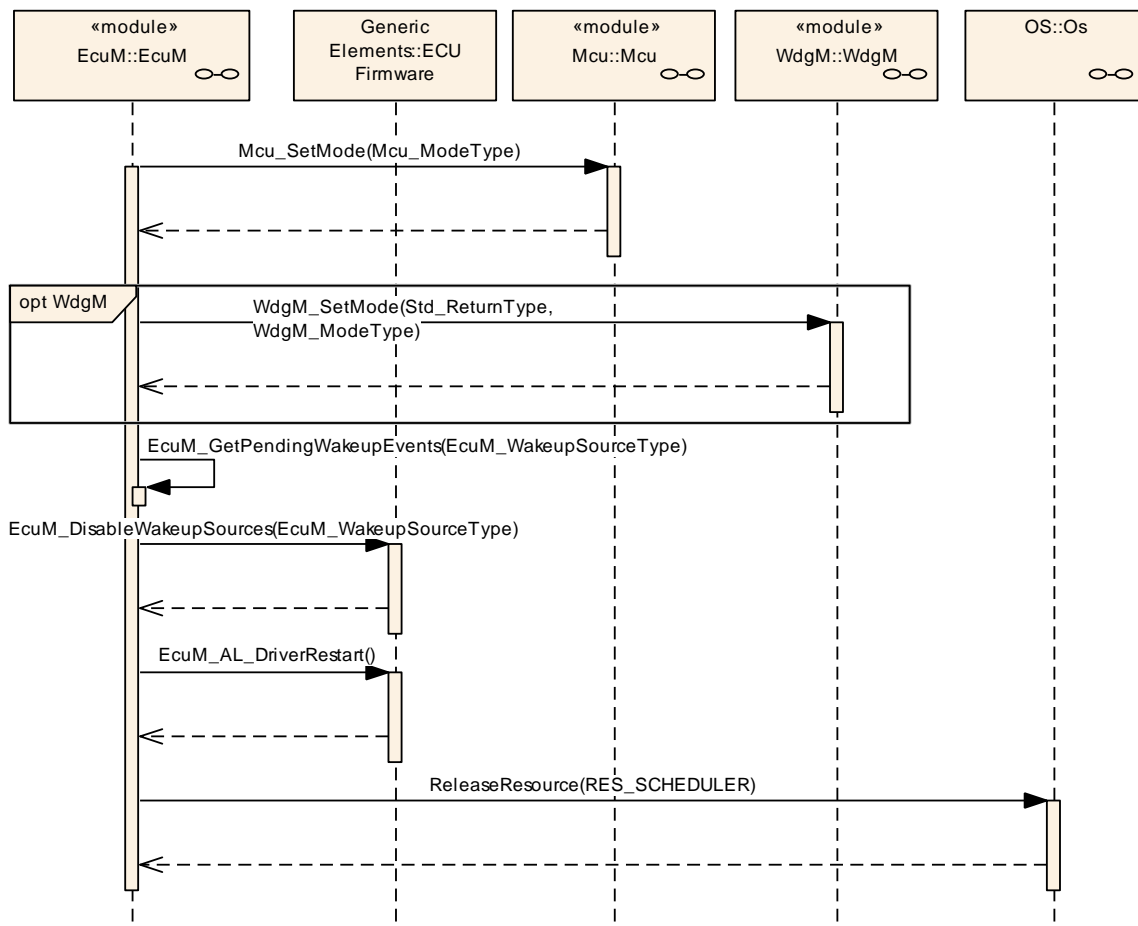 «module»
EcuM::EcuM
Generic
Elements::ECU
Firmware
«module»
Mcu::Mcu
«module»
WdgM::WdgM
OS::Os
Mcu_SetMode(Mcu_ModeType)
opt WdgM
WdgM_SetMode(Std_ReturnType,
WdgM_ModeType)
EcuM_GetPendingWakeupEvents(EcuM_WakeupSourceType)
EcuM_DisableWakeupSources(EcuM_WakeupSourceType)
EcuM_AL_DriverRestart()
ReleaseResource(RES_SCHEDULER)